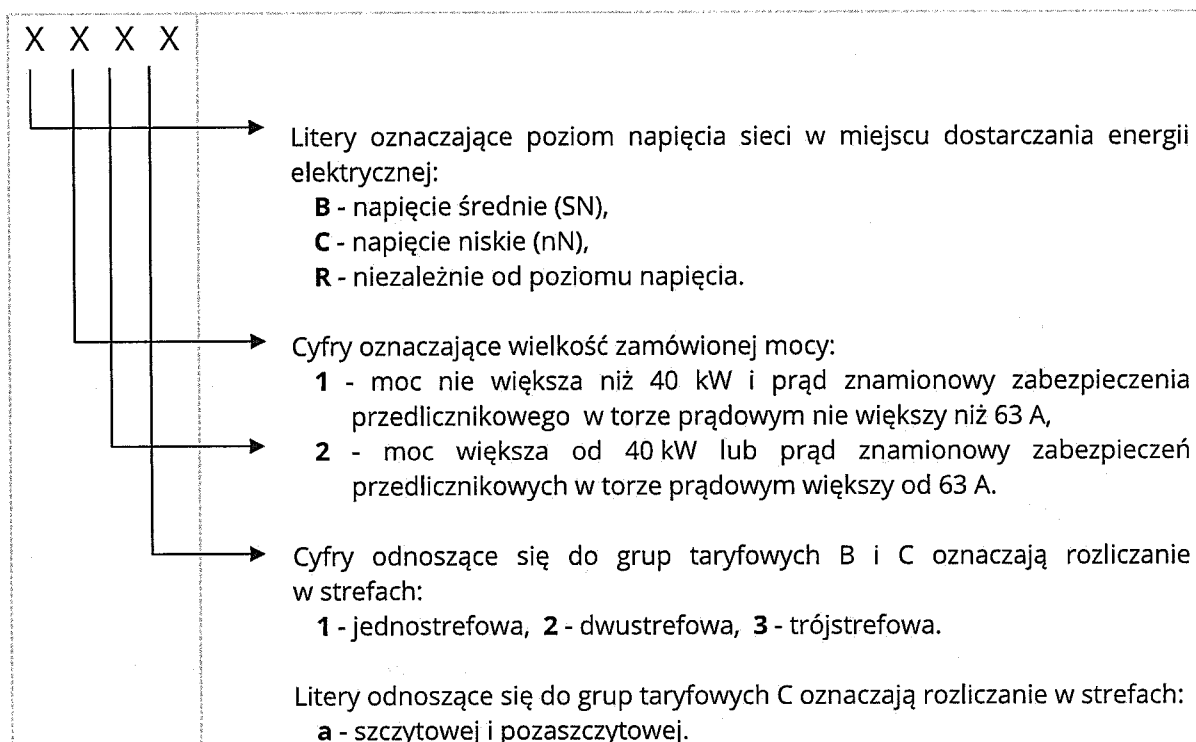 X X X X
Litery oznaczające poziom napięcia sieci w miejscu dostarczania energii
elektrycznej:
B - napięcie średnie (SN),
C - napięcie niskie (nN),
R - niezależnie od poziomu napięcia.
Cyfry oznaczające wielkość zamówionej mocy:
1 - moc nie większa niż 40 kW i prąd znamionowy zabezpieczenia
przedlicznikowego w torze prądowym nie większy niż 63 A,
2 - moc większa od 40 kW lub prąd znamionowy zabezpieczeń
przedlicznikowych w torze prądowym większy od 63 A.
Cyfry odnoszące się do grup taryfowych B i C oznaczają rozliczanie
w strefach:
1 - jednostrefowa, 2 - dwustrefowa, 3 - trójstrefowa.
Litery odnoszące się do grup taryfowych C oznaczają rozliczanie w strefach:
a - szczytowej i pozaszczytowej.